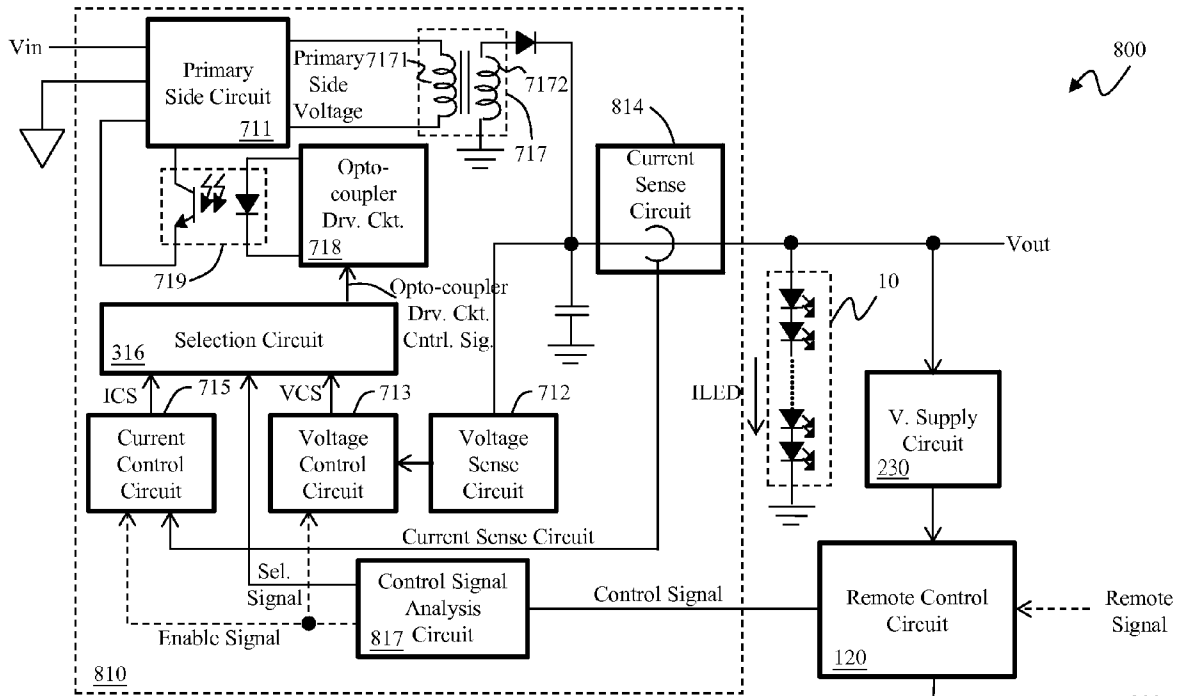 Vin
Primary
Side Circuit
711
7171
Primary
Side
Voltage
7172
717
814
800
Current
Sense
Circuit
Opto-
coupler
Drv. Ckt.
718
719
Vout
10
Opto-coupler
Drv. Ckt.
Cntrl. Sig.
Selection Circuit
316
ICS
715
VCS
713
712
ILED
Current
Control
Circuit
Voltage
Control
Circuit
Voltage
Sense
Circuit
V. Supply
Circuit
230
Current Sense Circuit
Sel.
Signal
Enable Signal
Control Signal
Analysis
Circuit
817
Control Signal
Remote Control
Circuit
120
Remote
Signal
810